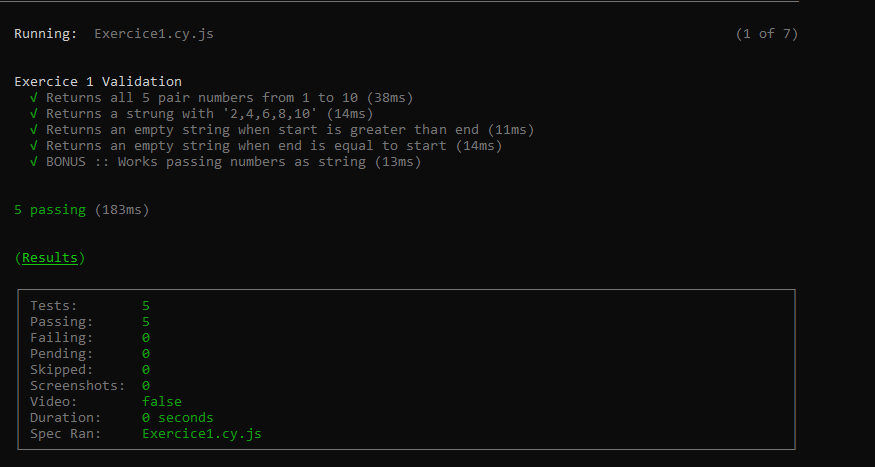 Running:  Exercice1.cy.js (1 of 7)
Exercice 1 Validation
√ Returns all 5 pair numbers from 1 to 10 (38ms)
√ Returns a strung with '2,4,6,8,10' (14ms)
√ Returns an empty string when start is greater than end (11ms)
√ Returns an empty string when end is equal to start (14ms)
√ BONUS :: Works passing numbers as string (13ms)
5 passing (183ms)
(Results)
Tests: 5
Passing: 5
Failing: 0
Pending: 0
Skipped: 0
Screenshots: 0
Video: false
Duration: 0 seconds
Spec Ran: Exercice1.cy.js